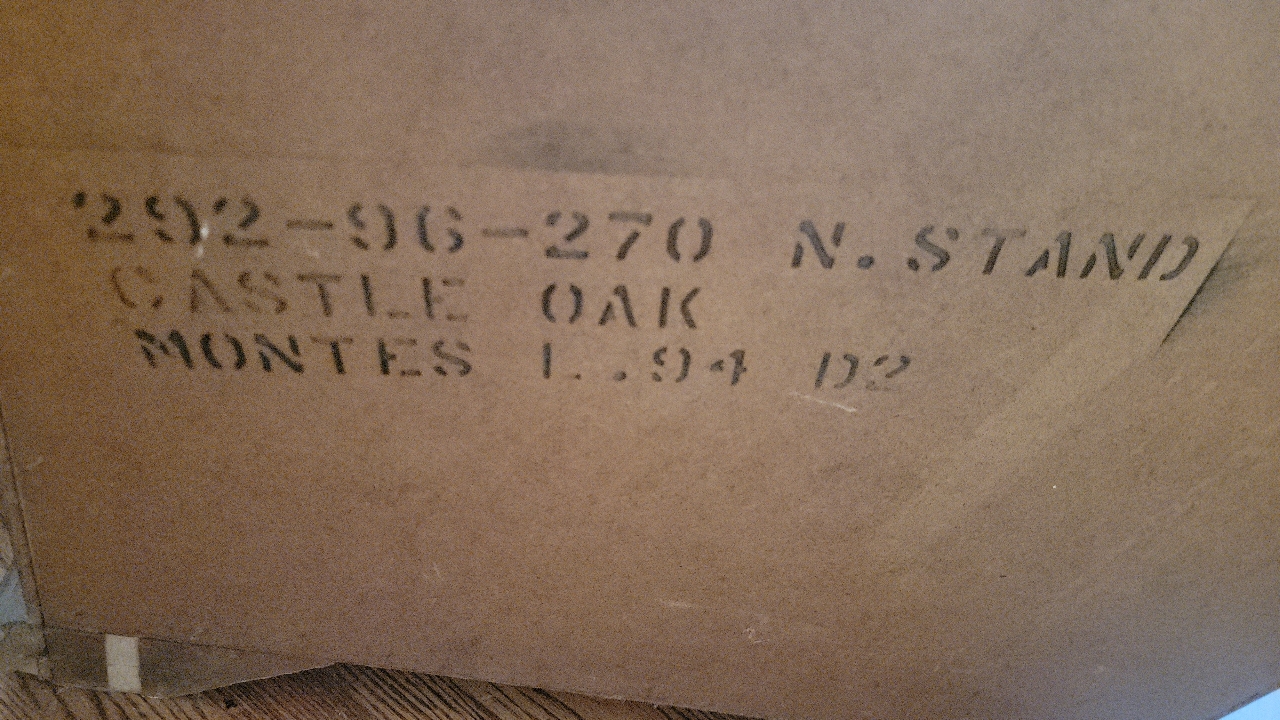 292-96-270 N. STAND
CASTLE OAK
MONTES L.94 D2